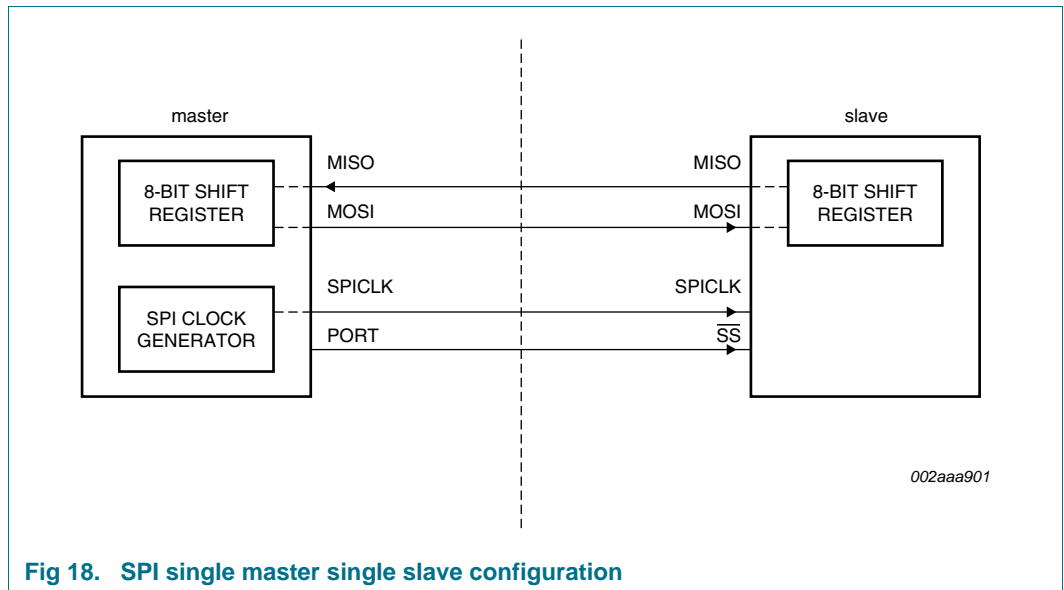 master
slave
MISO
MISO
8-BIT SHIFT
REGISTER
8-BIT SHIFT
REGISTER
MOSI
MOSI
SPICLK
SPICLK
SPI CLOCK
GENERATOR
PORT
S̅S̅
002aaa901
Fig 18. SPI single master single slave configuration